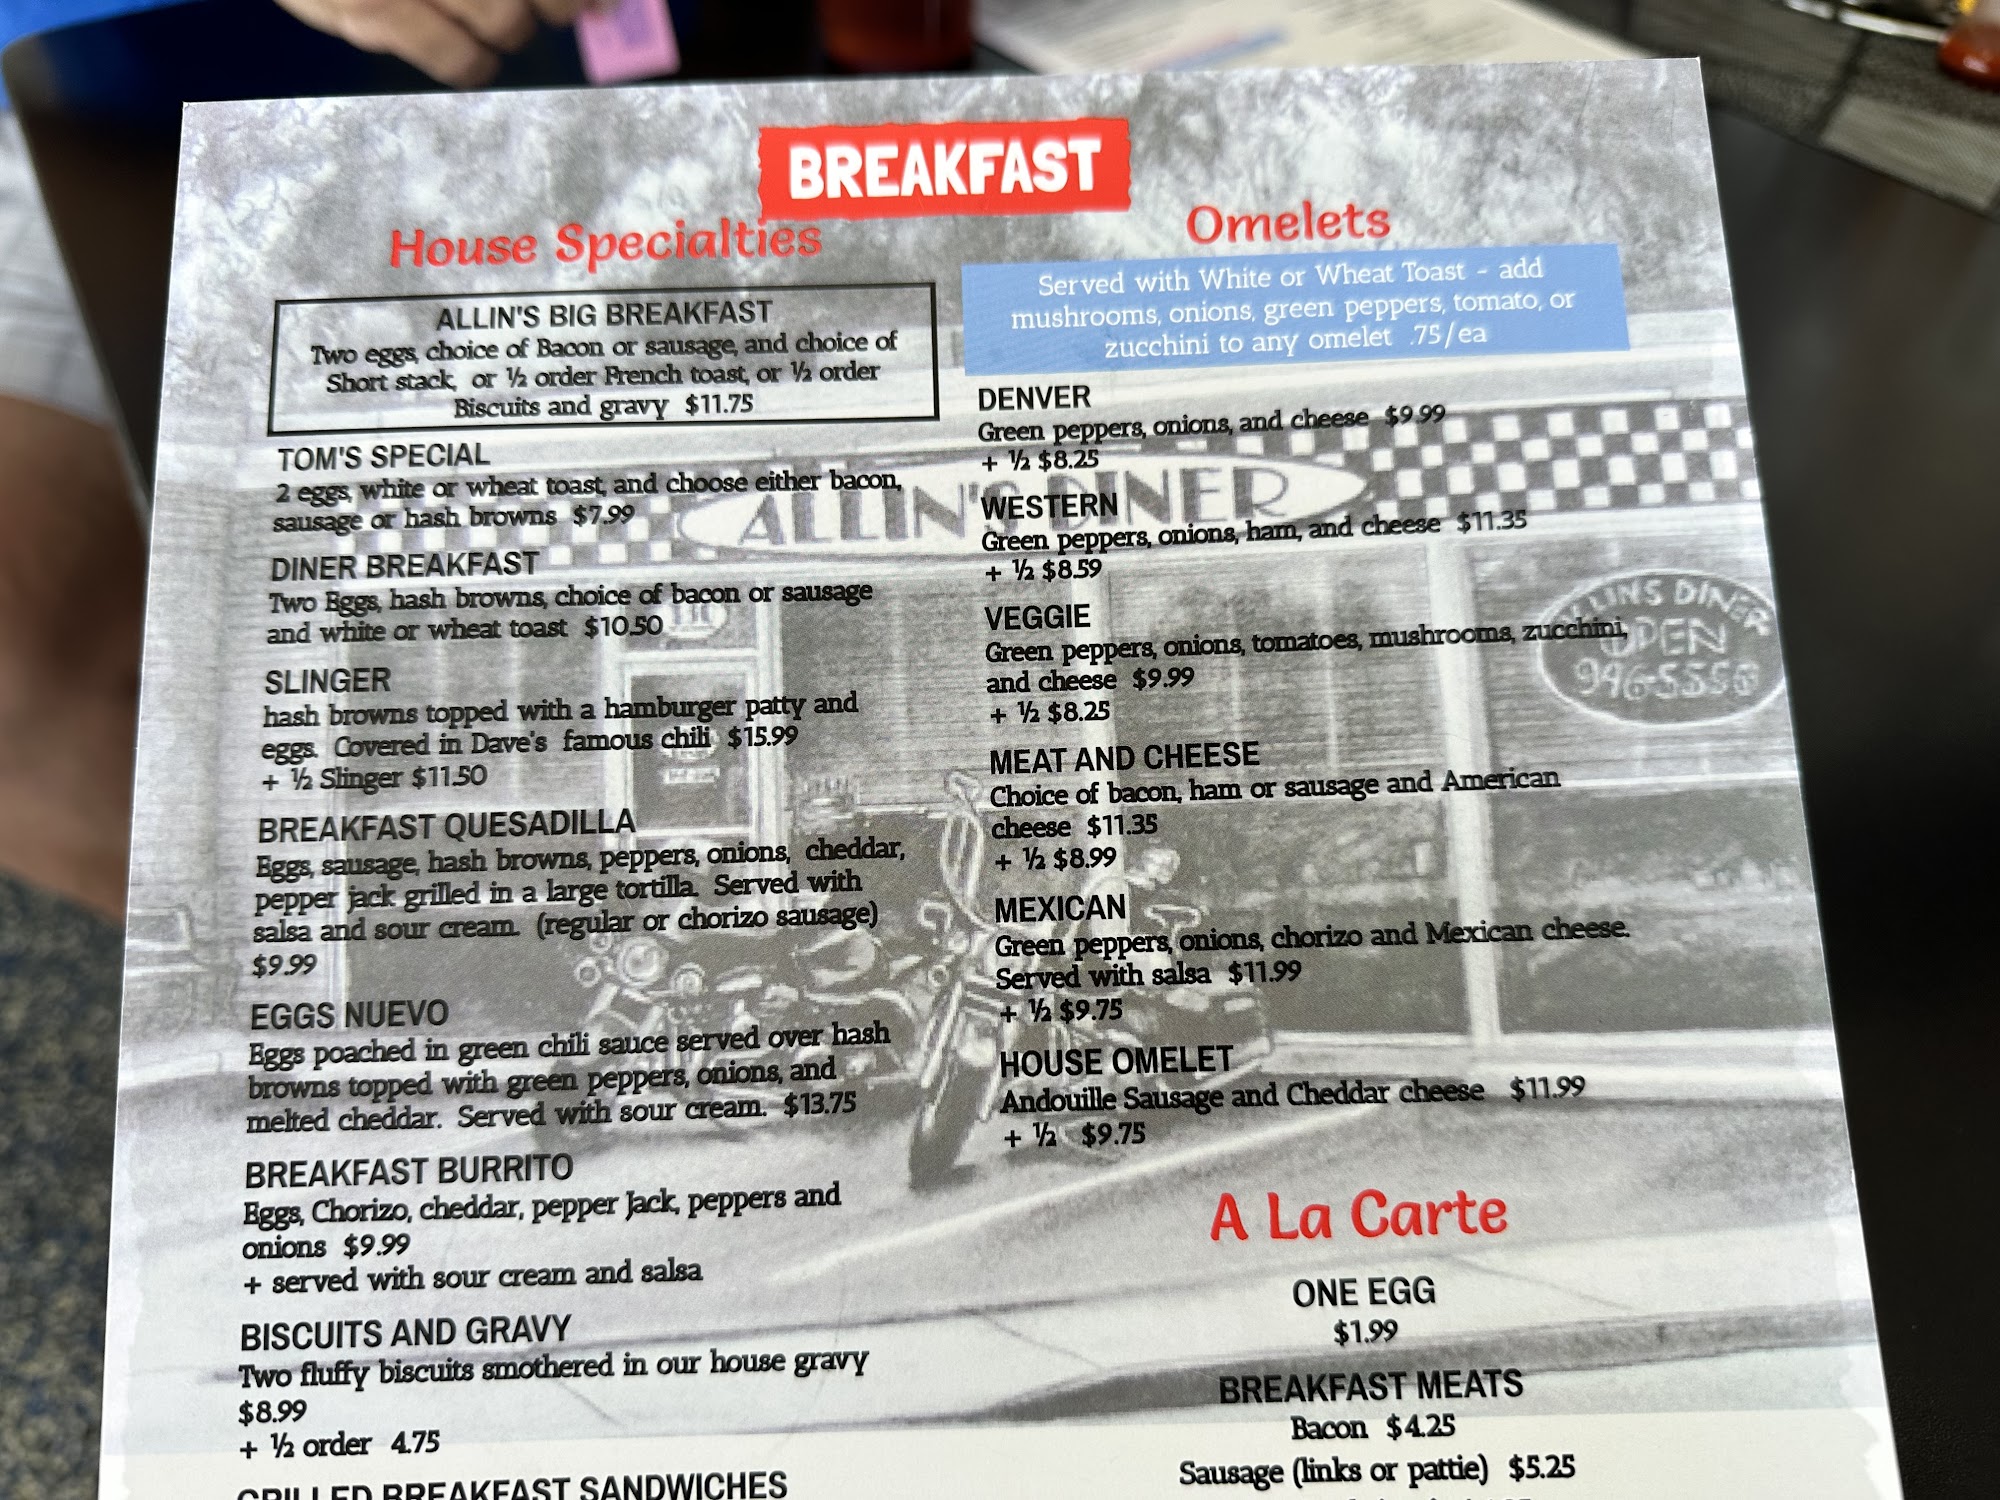 BREAKFAST
House Specialties
ALLIN'S BIG BREAKFAST
Two eggs, choice of Bacon or sausage, and choice of
Short stack, or ½ order French toast, or ½ order
Biscuits and gravy $11.75
TOM'S SPECIAL
2 eggs, white or wheat toast, and choose either bacon,
sausage or hash browns $7.99
DINER BREAKFAST
Two Eggs, hash browns, choice of bacon or sausage
and white or wheat toast $10.50
SLINGER
hash browns topped with a hamburger patty and
eggs. Covered in Dave's famous chili $15.99
+ ½ Slinger $11.50
BREAKFAST QUESADILLA
Eggs, sausage, hash browns, peppers, onions, cheddar,
pepper jack grilled in a large tortilla. Served with
salsa and sour cream. (regular or chorizo sausage)
$9.99
EGGS NUEVO
Eggs poached in green chili sauce served over hash
browns topped with green peppers, onions, and
melted cheddar. Served with sour cream. $13.75
BREAKFAST BURRITO
Eggs, Chorizo, cheddar, pepper Jack, peppers and
onions $9.99
+ served with sour cream and salsa
BISCUITS AND GRAVY
Two fluffy biscuits smothered in our house gravy
$8.99
+ ½ order 4.75
GRILLED BREAKFAST SANDWICHES
Omelets
Served with White or Wheat Toast - add
mushrooms, onions, green peppers, tomato, or
zucchini to any omelet .75/ea
DENVER
Green peppers, onions, and cheese $9.99
+ ½ $8.25
WESTERN
Green peppers, onions, ham, and cheese $11.35
+ ½ $8.59
VEGGIE
Green peppers, onions, tomatoes, mushrooms, zucchini,
and cheese $9.99
+ ½ $8.25
MEAT AND CHEESE
Choice of bacon, ham or sausage and American
cheese $11.35
+ ½ $8.99
MEXICAN
Green peppers, onions, chorizo and Mexican cheese.
Served with salsa $11.99
+ ½ $9.75
HOUSE OMELET
Andouille Sausage and Cheddar cheese $11.99
+ ½ $9.75
A La Carte
ONE EGG
$1.99
BREAKFAST MEATS
Bacon $4.25
Sausage (links or pattie) $5.25
ALLIN'S DINER
ALLINS DINER
OPEN
946-5556